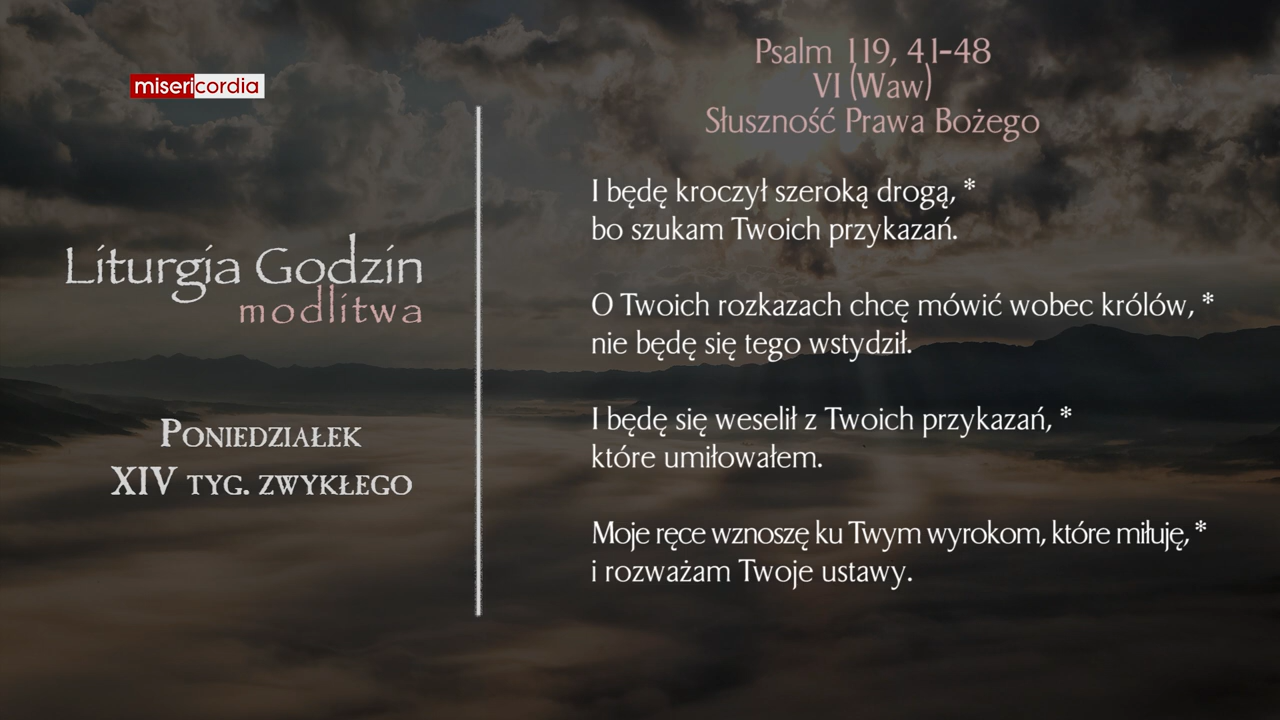 misericordia
Liturgia Godzin
modlitwa
Poniedziałek
XIV tyg. zwykłego
Psalm 119, 41-48
VI (Waw)
Słuszność Prawa Bożego
I będę kroczył szeroką drogą, *
bo szukam Twoich przykazań.
O Twoich rozkazach chcę mówić wobec królów, *
nie będę się tego wstydził.
I będę się weselił z Twoich przykazań, *
które umiłowałem.
Moje ręce wznoszę ku Twym wyrokom, które miłuję, *
i rozważam Twoje ustawy.